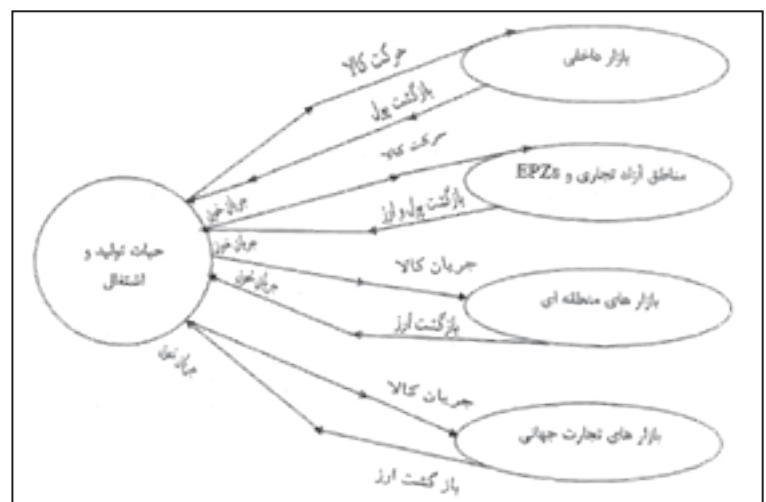 حرکت کالا
بازار داخلی
بازگشت پول
حرکت کالا
مناطق آزاد تجاری و EPZs
جریان خون
بازگشت پول و ارز
حیات تولید و
اشتغال
جریان خون
جریان کالا
جریان خون
بازار های منطقه ای
بازگشت ارز
جریان خون
جریان کالا
بازار های تجارت جهانی
باز گشت ارز